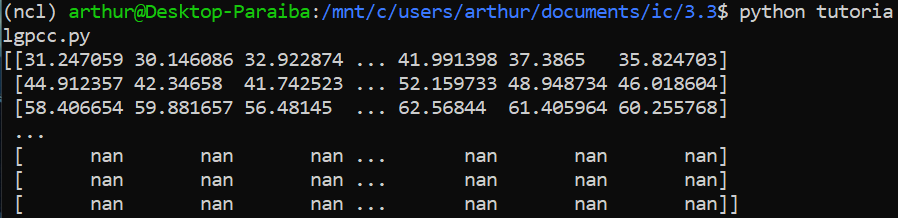 (ncl) arthur@Desktop-Paraiba:/mnt/c/users/arthur/documents/ic/3.3$ python tutoria
lgpcc.py
[[31.247059 30.146086 32.922874 ... 41.991398 37.3865   35.824703]
 [44.912357 42.34658  41.742523 ... 52.159733 48.948734 46.018604]
 [58.406654 59.881657 56.48145  ... 62.56844  61.405964 60.255768]
 ...
 [      nan       nan       nan ...       nan       nan       nan]
 [      nan       nan       nan ...       nan       nan       nan]
 [      nan       nan       nan ...       nan       nan       nan]]